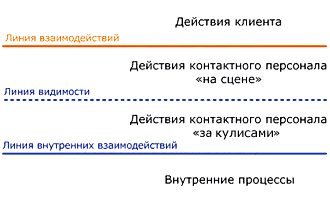 Действия клиента
Линия взаимодействий
Действия контактного персонала
«на сцене»
Линия видимости
Действия контактного персонала
«за кулисами»
Линия внутренних взаимодействий
Внутренние процессы